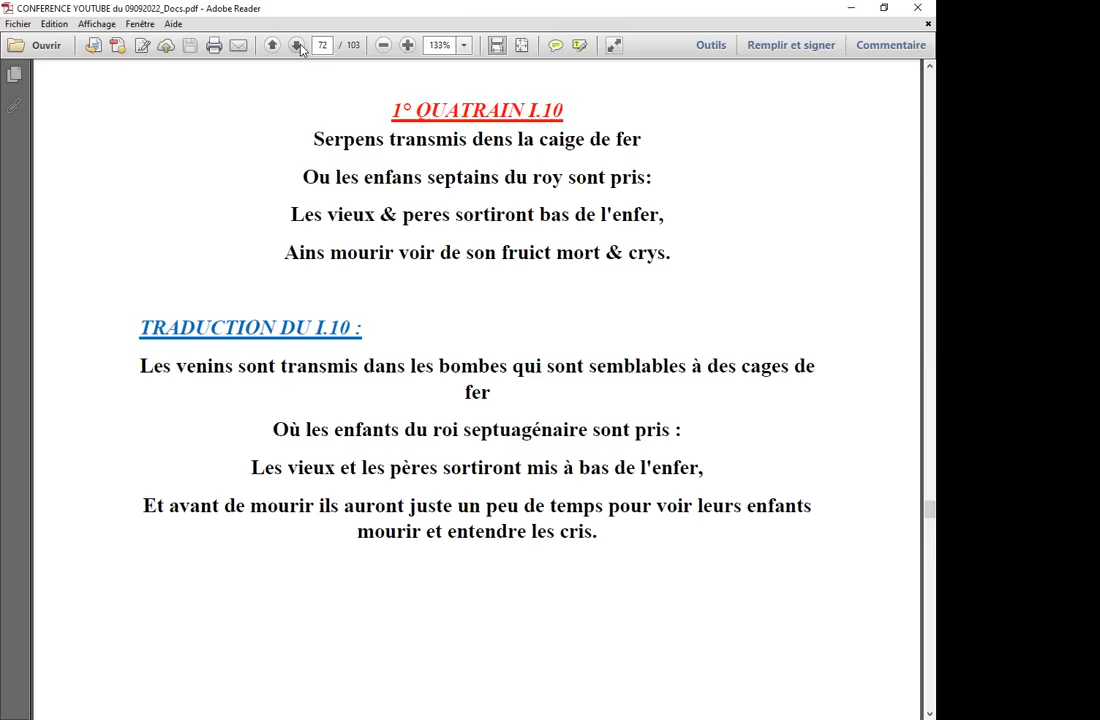 CONFERENCE YOUTUBE du 09092022_Docs.pdf - Adobe Reader
Fichier Edition Affichage Fenêtre Aide
Ouvrir 72 / 103 133% Outils Remplir et signer Commentaire
1° QUATRAIN I.10
Serpens transmis dens la caige de fer
Ou les enfans septains du roy sont pris:
Les vieux & peres sortiront bas de l'enfer,
Ains mourir voir de son fruict mort & crys.
TRADUCTION DU I.10 :
Les venins sont transmis dans les bombes qui sont semblables à des cages de
fer
Où les enfants du roi septuagénaire sont pris :
Les vieux et les pères sortiront mis à bas de l'enfer,
Et avant de mourir ils auront juste un peu de temps pour voir leurs enfants
mourir et entendre les cris.